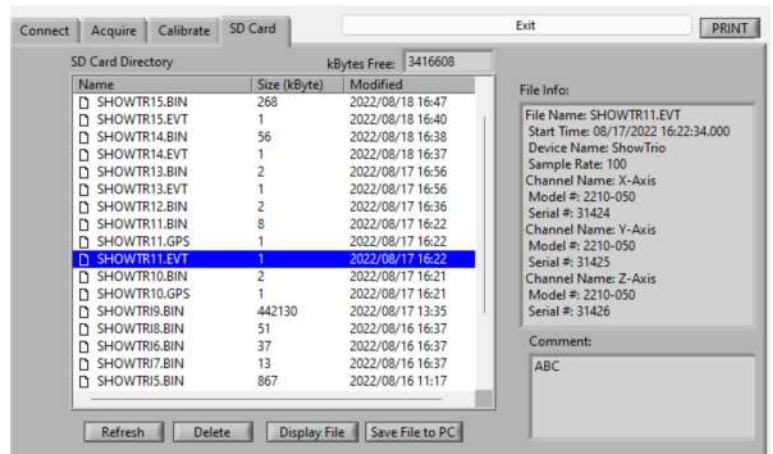 Connect Acquire Calibrate SD Card Exit PRINT
SD Card Directory kBytes Free: 3416608
Name Size (kByte) Modified
SHOWTR15.BIN 268 2022/08/18 16:47
SHOWTR15.EVT 1 2022/08/18 16:40
SHOWTR14.BIN 56 2022/08/18 16:38
SHOWTR14.EVT 1 2022/08/18 16:37
SHOWTR13.BIN 2 2022/08/17 16:56
SHOWTR13.EVT 1 2022/08/17 16:56
SHOWTR12.BIN 2 2022/08/17 16:36
SHOWTR11.BIN 8 2022/08/17 16:22
SHOWTR11.GPS 1 2022/08/17 16:22
SHOWTR11.EVT 1 2022/08/17 16:22
SHOWTR10.BIN 2 2022/08/17 16:21
SHOWTR10.GPS 1 2022/08/17 16:21
SHOWTRI9.BIN 442130 2022/08/17 13:35
SHOWTRI8.BIN 51 2022/08/16 16:37
SHOWTRI6.BIN 37 2022/08/16 16:37
SHOWTRI7.BIN 13 2022/08/16 16:37
SHOWTRI5.BIN 867 2022/08/16 11:17
Refresh Delete Display File Save File to PC
File Info:
File Name: SHOWTR11.EVT
Start Time: 08/17/2022 16:22:34.000
Device Name: ShowTrio
Sample Rate: 100
Channel Name: X-Axis
Model #: 2210-050
Serial #: 31424
Channel Name: Y-Axis
Model #: 2210-050
Serial #: 31425
Channel Name: Z-Axis
Model #: 2210-050
Serial #: 31426
Comment:
ABC